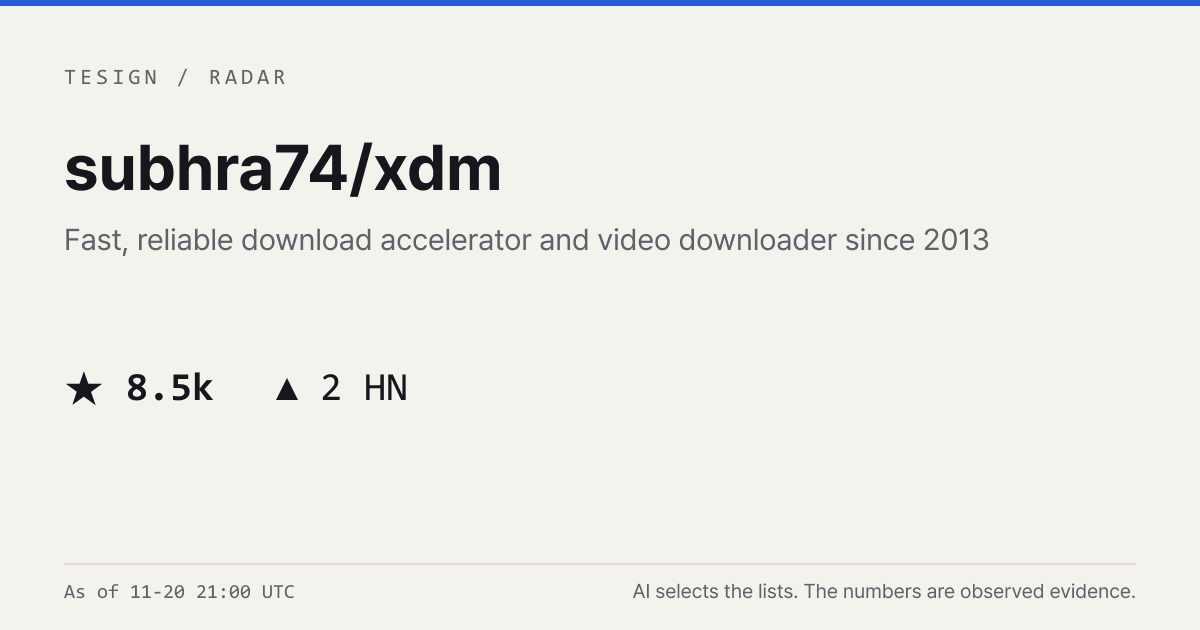 TESIGN / RADAR
subhra74/xdm
Fast, reliable download accelerator and video downloader since 2013
★ 8.5k ▲ 2 HN
As of 11-20 21:00 UTC
AI selects the lists. The numbers are observed evidence.